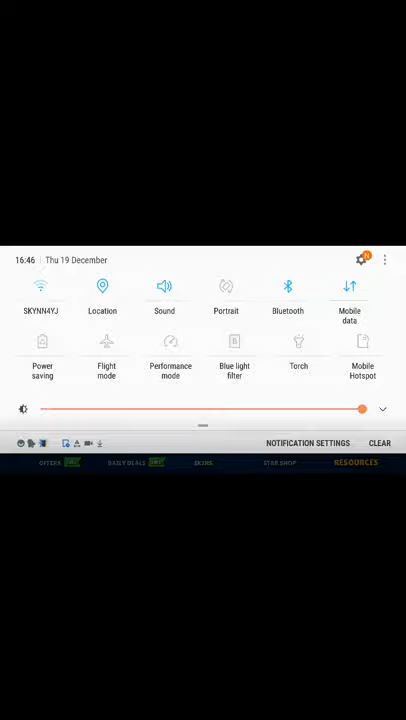 16:46 Thu 19 December
N
SKYNN4YJ Location Sound Portrait Bluetooth Mobile data
B
Power saving Flight mode Performance mode Blue light filter Torch Mobile Hotspot
NOTIFICATION SETTINGS CLEAR
OFFERS DAILY DEALS SKINS STAR SHOP RESOURCES